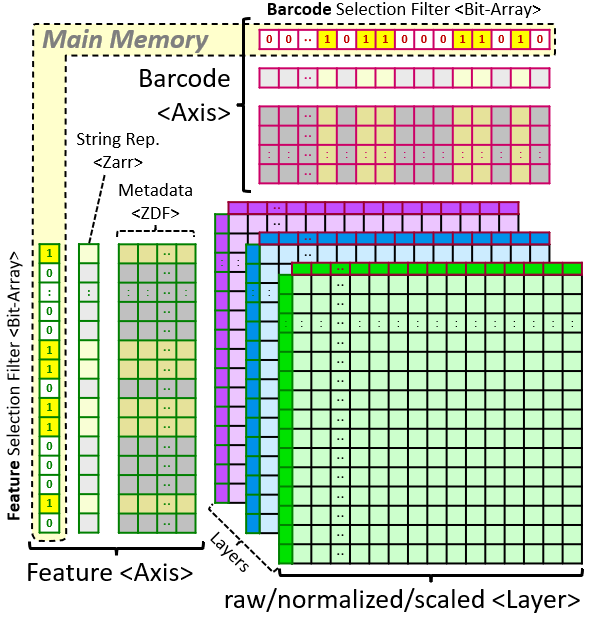 Barcode Selection Filter <Bit-Array>
Main Memory
0 0 ·· 1 0 1 1 0 0 0 1 1 0 1 0
Barcode
<Axis>
··
··
: : ·· : : : : : : : : : : : :
··
String Rep.
<Zarr>
Metadata
<ZDF>
Feature Selection Filter <Bit-Array>
1
0
:
0
0
1
1
0
1
1
0
0
0
1
0
Feature <Axis>
Layers
raw/normalized/scaled <Layer>